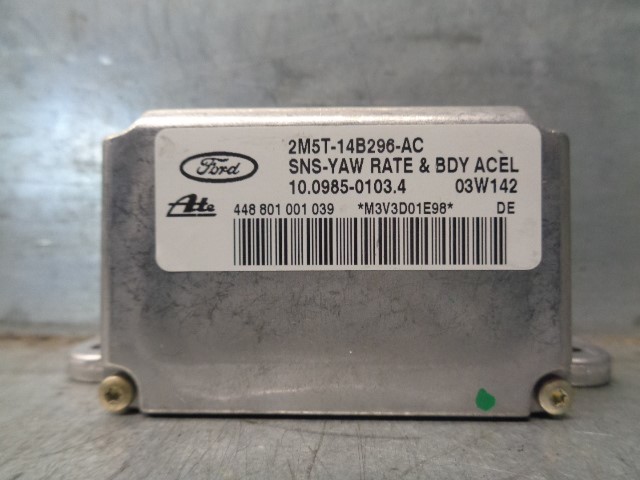 2M5T-14B296-AC
Ford SNS-YAW RATE & BDY ACEL
10.0985-0103.4 03W142
Ate 448 801 001 039 *M3V3D01E98* DE